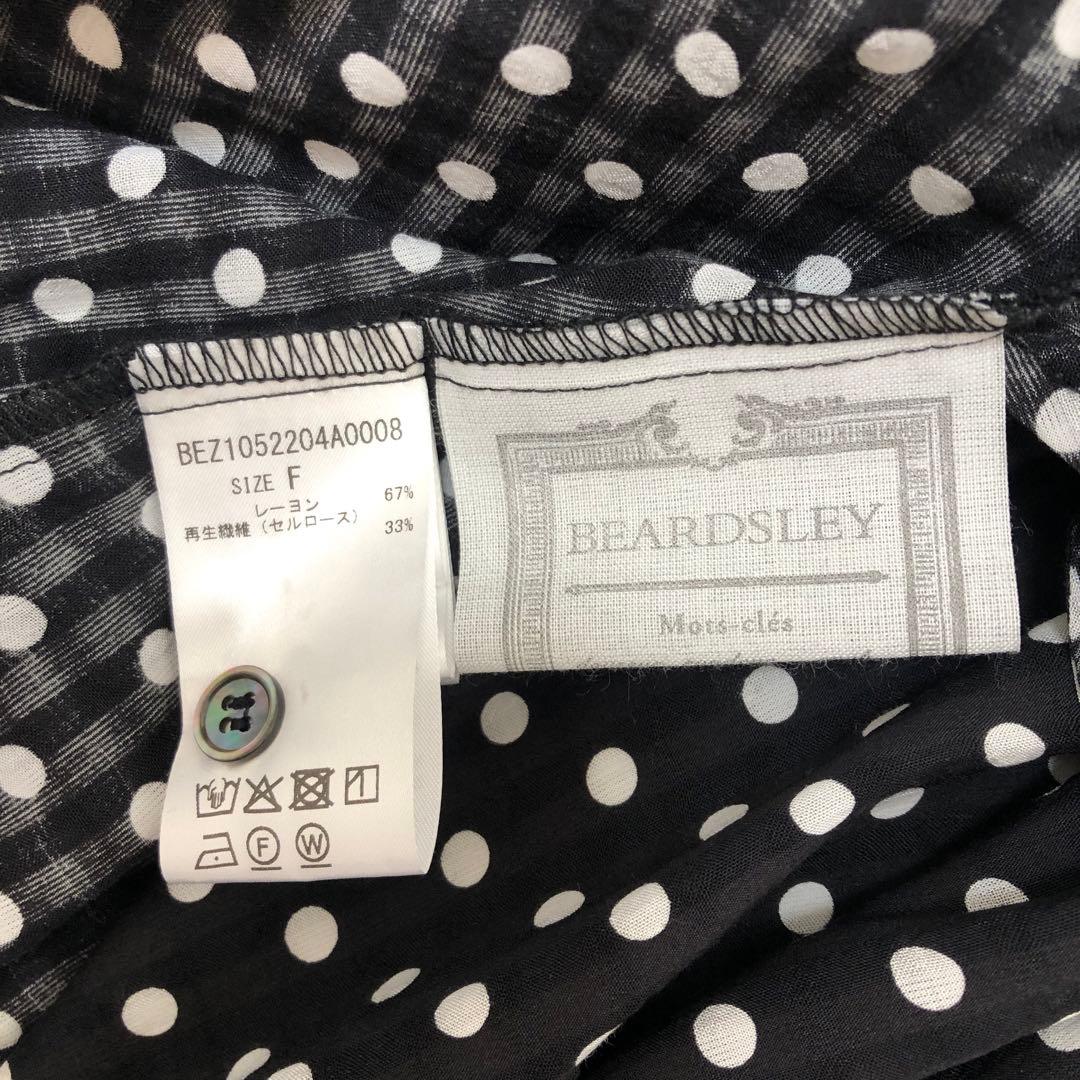 BEZ1052204A0008
SIZE F
レーヨン 67%
再生繊維(セルロース) 33%
F W
BEARDSLEY
Mots-clés